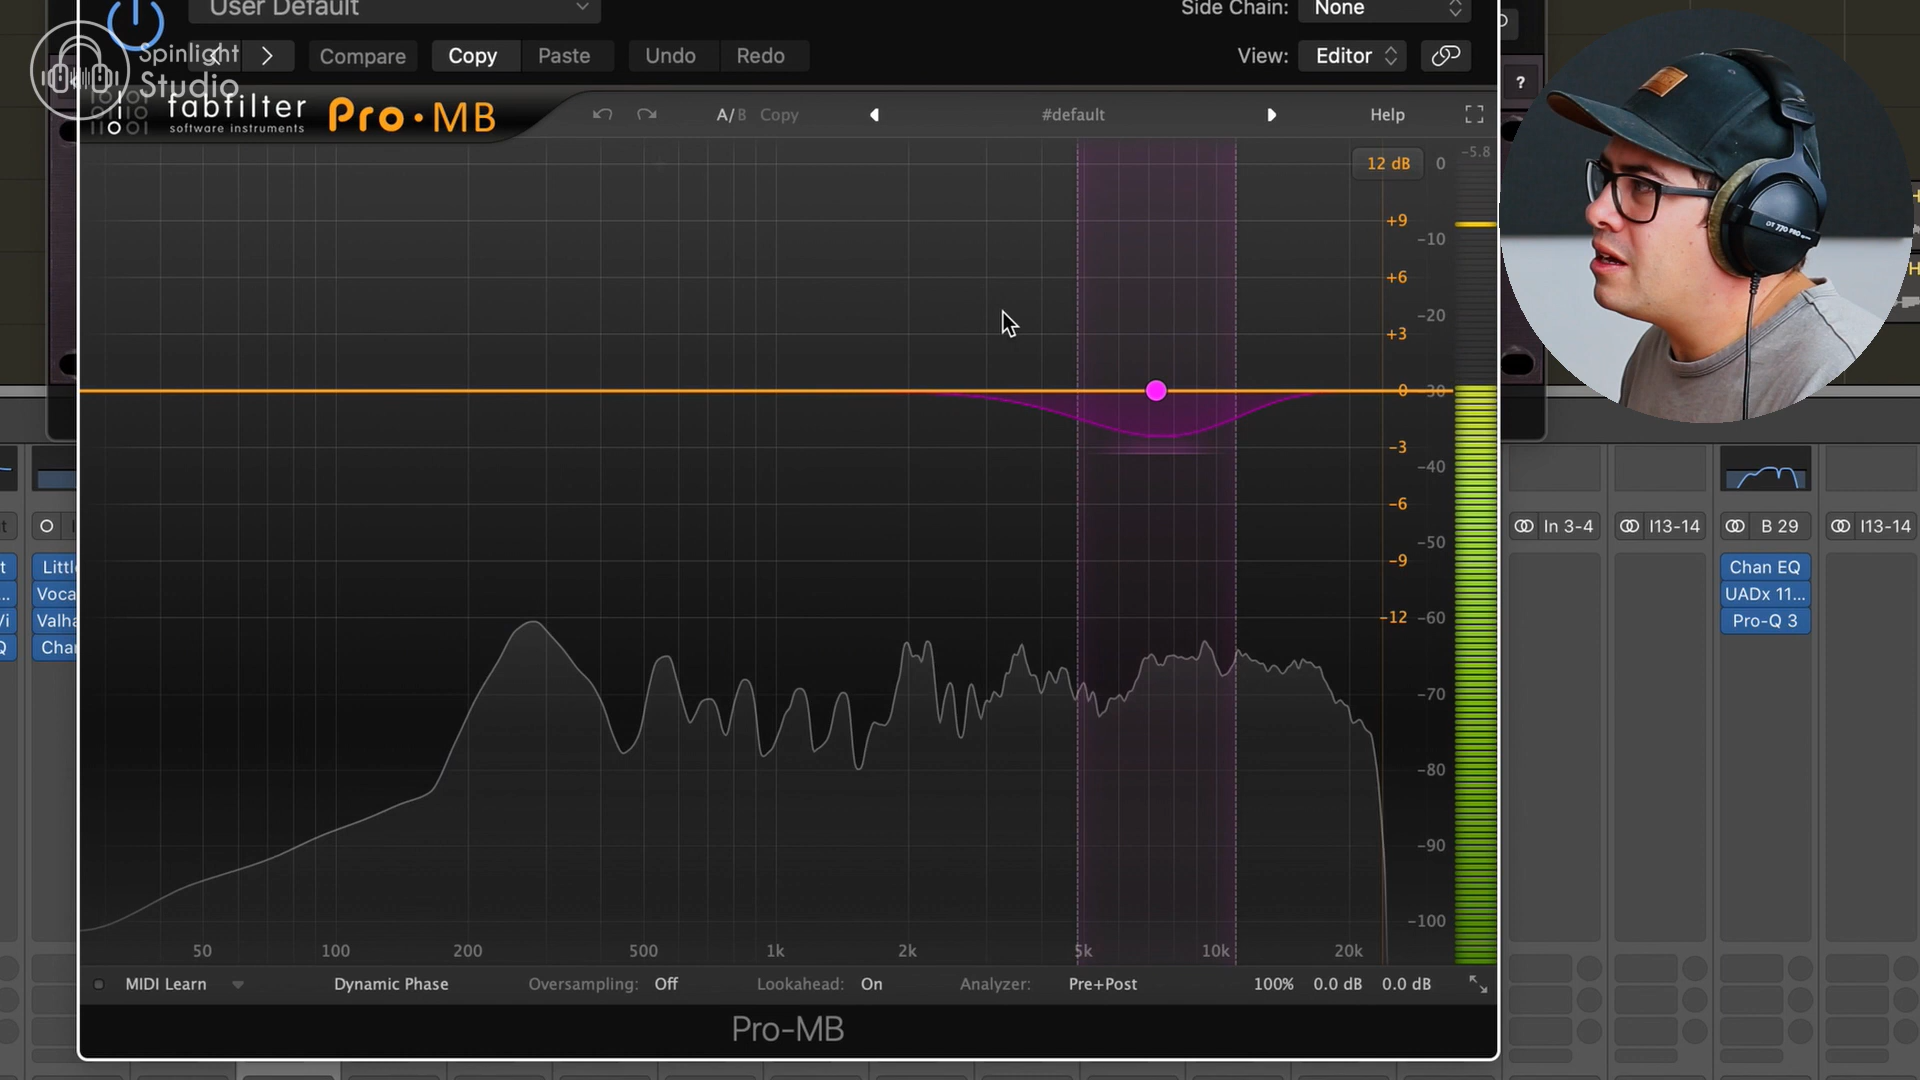 User Default
Side Chain: None
Spinlight
Studio
Compare Copy Paste Undo Redo
View: Editor
?
fabfilter
software instruments
Pro·MB
A/B Copy
#default
Help
12 dB
0
-5.8
+9
-10
+6
-20
+3
0
-30
-3
-40
-6
-50
-9
-12
-60
-70
-80
-90
-100
50 100 200 500 1k 2k 5k 10k 20k
MIDI Learn Dynamic Phase Oversampling: Off Lookahead: On Analyzer: Pre+Post 100% 0.0 dB 0.0 dB
Pro-MB
DT 770 PRO
In 3-4 I13-14 B 29 I13-14
Chan EQ
UADx 11...
Pro-Q 3